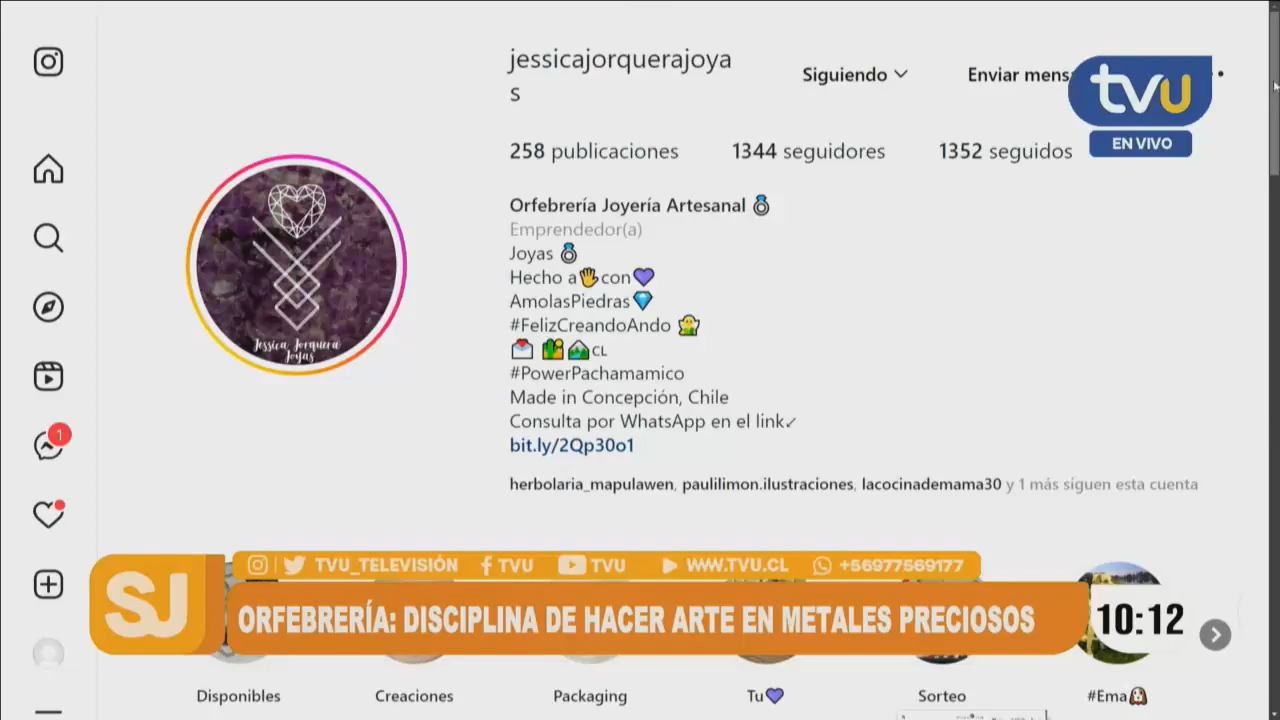 jessicajorquerajoya
s
Siguiendo
Enviar mens
tvu
EN VIVO
258 publicaciones
1344 seguidores
1352 seguidos
Orfebrería Joyería Artesanal 💍
Emprendedor(a)
Joyas 💍
Hecho a🖐con💜
AmolasPiedras💎
#FelizCreandoAndo
CL
#PowerPachamamico
Made in Concepción, Chile
Consulta por WhatsApp en el link✓
bit.ly/2Qp30o1
herbolaria_mapulawen, paulilimon.ilustraciones, lacocinademama30 y 1 más siguen esta cuenta
Jessica Jorquera
Joyas
1
TVU_TELEVISIÓN
TVU
TVU
WWW.TVU.CL
+56977569177
SJ
ORFEBRERÍA: DISCIPLINA DE HACER ARTE EN METALES PRECIOSOS
10:12
Disponibles
Creaciones
Packaging
Tu💜
Sorteo
#Ema🐶